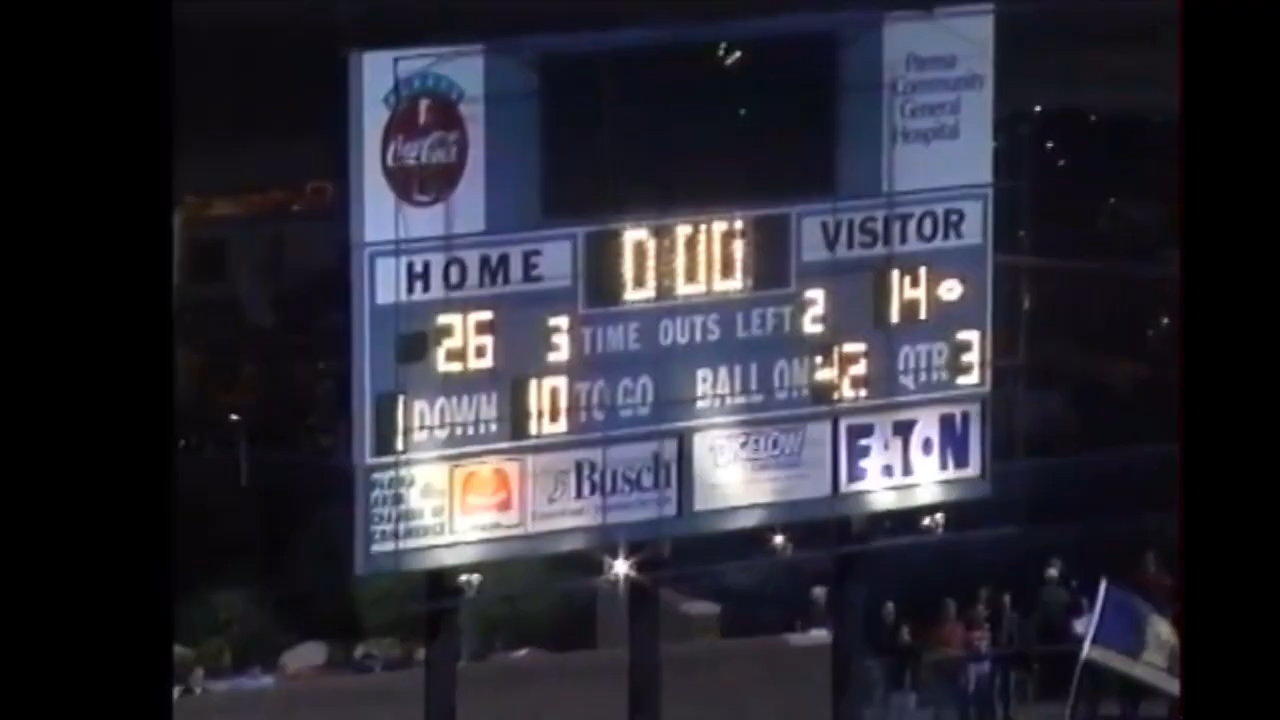 Coca-Cola
Parma
Community
General
Hospital
HOME
0:00
VISITOR
26
3 TIME OUTS LEFT 2
14
1 DOWN 10 TO GO BALL ON 42 QTR 3
Busch
BIGELOW
EATON